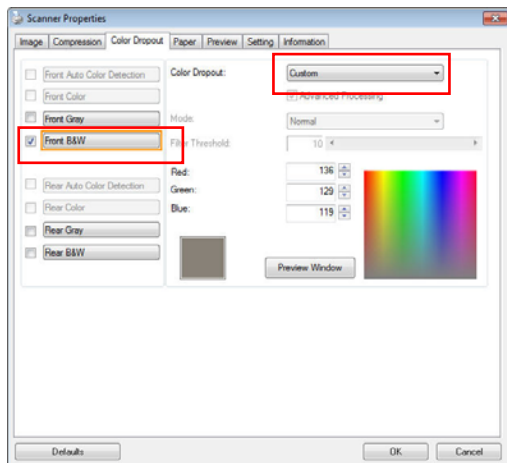 Scanner Properties
Image Compression Color Dropout Paper Preview Setting Information
Front Auto Color Detection
Front Color
Front Gray
Front B&W
Rear Auto Color Detection
Rear Color
Rear Gray
Rear B&W
Color Dropout: Custom
Advanced Processing
Mode: Normal
Filter Threshold: 10
Red: 136
Green: 129
Blue: 119
Preview Window
Defaults OK Cancel